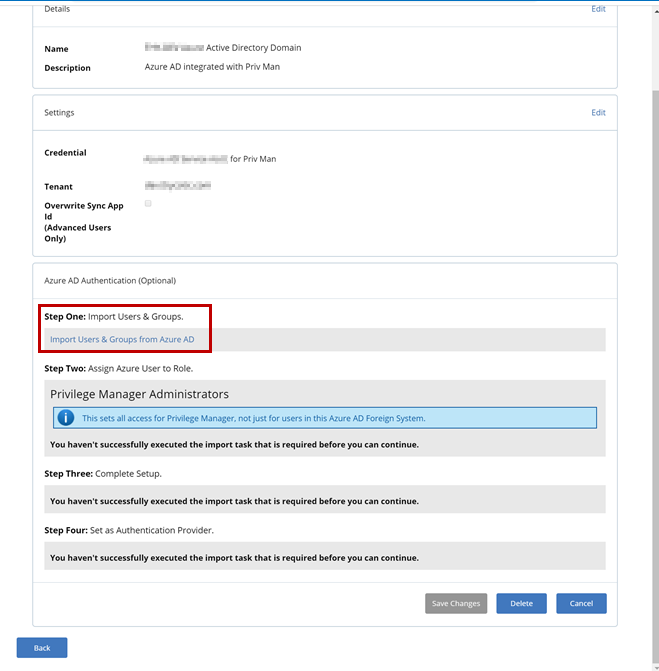 Details Edit
Name Active Directory Domain
Description Azure AD integrated with Priv Man
Settings Edit
Credential for Priv Man
Tenant
Overwrite Sync App
Id
(Advanced Users
Only)
Azure AD Authentication (Optional)
Step One: Import Users & Groups.
Import Users & Groups from Azure AD
Step Two: Assign Azure User to Role.
Privilege Manager Administrators
This sets all access for Privilege Manager, not just for users in this Azure AD Foreign System.
You haven't successfully executed the import task that is required before you can continue.
Step Three: Complete Setup.
You haven't successfully executed the import task that is required before you can continue.
Step Four: Set as Authentication Provider.
You haven't successfully executed the import task that is required before you can continue.
Save Changes Delete Cancel
Back